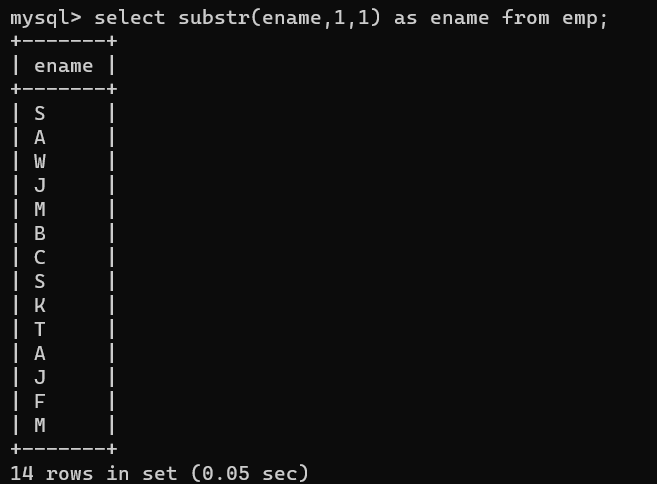 mysql> select substr(ename,1,1) as ename from emp;
+-------+
| ename |
+-------+
| S     |
| A     |
| W     |
| J     |
| M     |
| B     |
| C     |
| S     |
| K     |
| T     |
| A     |
| J     |
| F     |
| M     |
+-------+
14 rows in set (0.05 sec)